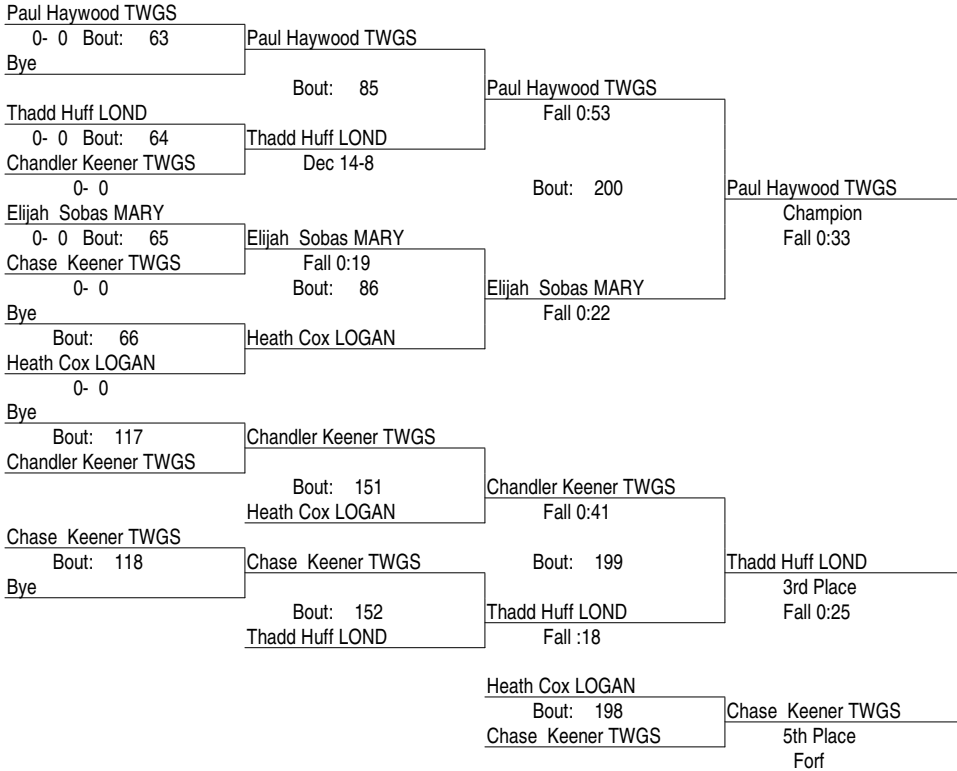 Paul Haywood TWGS
0- 0 Bout: 63
Paul Haywood TWGS
Bye
Bout: 85
Paul Haywood TWGS
Thadd Huff LOND
Fall 0:53
0- 0 Bout: 64
Thadd Huff LOND
Chandler Keener TWGS
Dec 14-8
0- 0
Bout: 200
Paul Haywood TWGS
Elijah Sobas MARY
Champion
0- 0 Bout: 65
Elijah Sobas MARY
Fall 0:33
Chase Keener TWGS
Fall 0:19
0- 0
Bout: 86
Elijah Sobas MARY
Bye
Fall 0:22
Bout: 66
Heath Cox LOGAN
Heath Cox LOGAN
0- 0
Bye
Bout: 117
Chandler Keener TWGS
Chandler Keener TWGS
Bout: 151
Chandler Keener TWGS
Heath Cox LOGAN
Fall 0:41
Chase Keener TWGS
Bout: 118
Chase Keener TWGS
Bout: 199
Thadd Huff LOND
Bye
3rd Place
Bout: 152
Thadd Huff LOND
Fall 0:25
Thadd Huff LOND
Fall :18
Heath Cox LOGAN
Bout: 198
Chase Keener TWGS
Chase Keener TWGS
5th Place
Forf